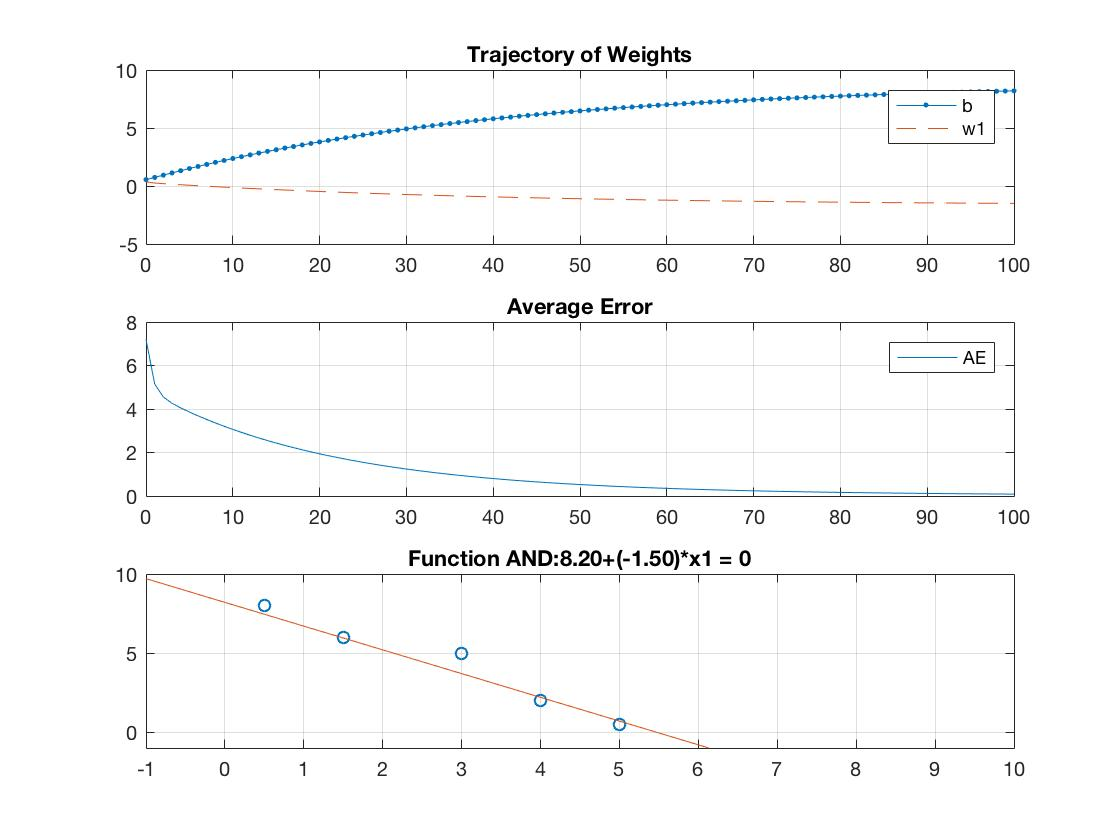 Trajectory of Weights
10
5
0
-5
b
w1
0 10 20 30 40 50 60 70 80 90 100
Average Error
8
6
4
2
0
AE
0 10 20 30 40 50 60 70 80 90 100
Function AND:8.20+(-1.50)*x1 = 0
10
5
0
-1 0 1 2 3 4 5 6 7 8 9 10